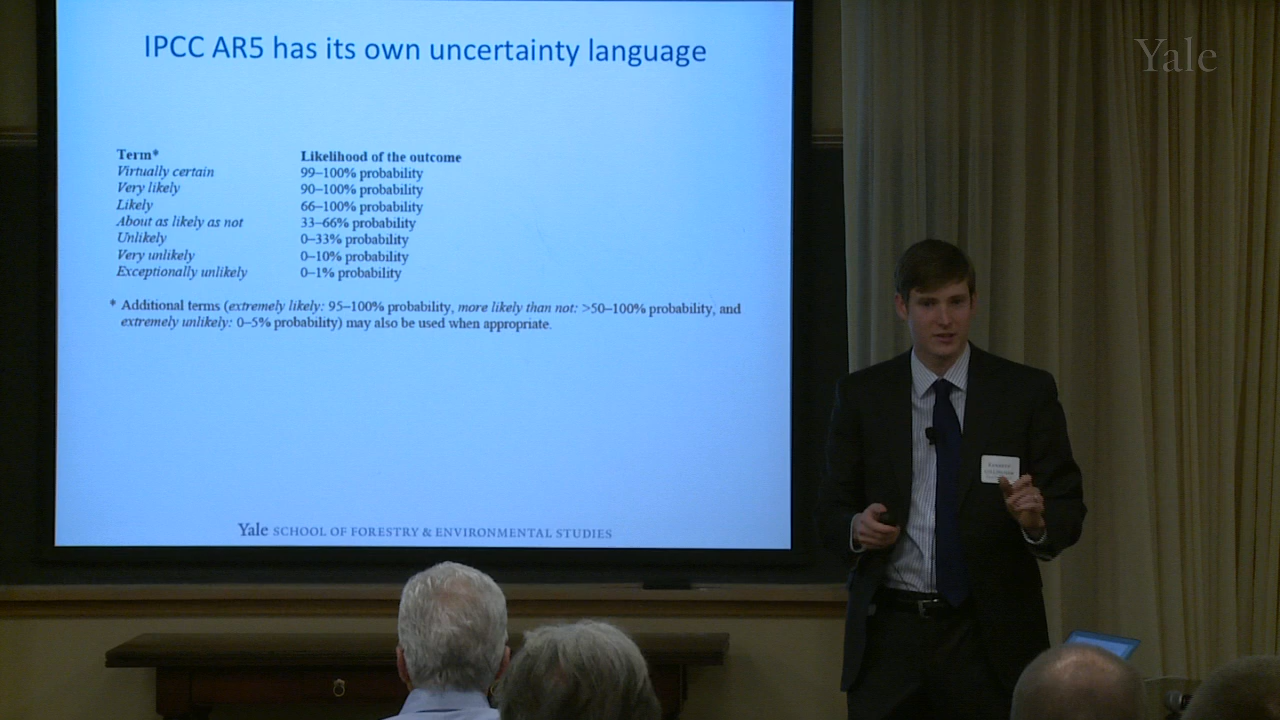 IPCC AR5 has its own uncertainty language
Yale
Term* Likelihood of the outcome
Virtually certain 99–100% probability
Very likely 90–100% probability
Likely 66–100% probability
About as likely as not 33–66% probability
Unlikely 0–33% probability
Very unlikely 0–10% probability
Exceptionally unlikely 0–1% probability
* Additional terms (extremely likely: 95–100% probability, more likely than not: >50–100% probability, and
extremely unlikely: 0–5% probability) may also be used when appropriate.
Yale SCHOOL OF FORESTRY & ENVIRONMENTAL STUDIES